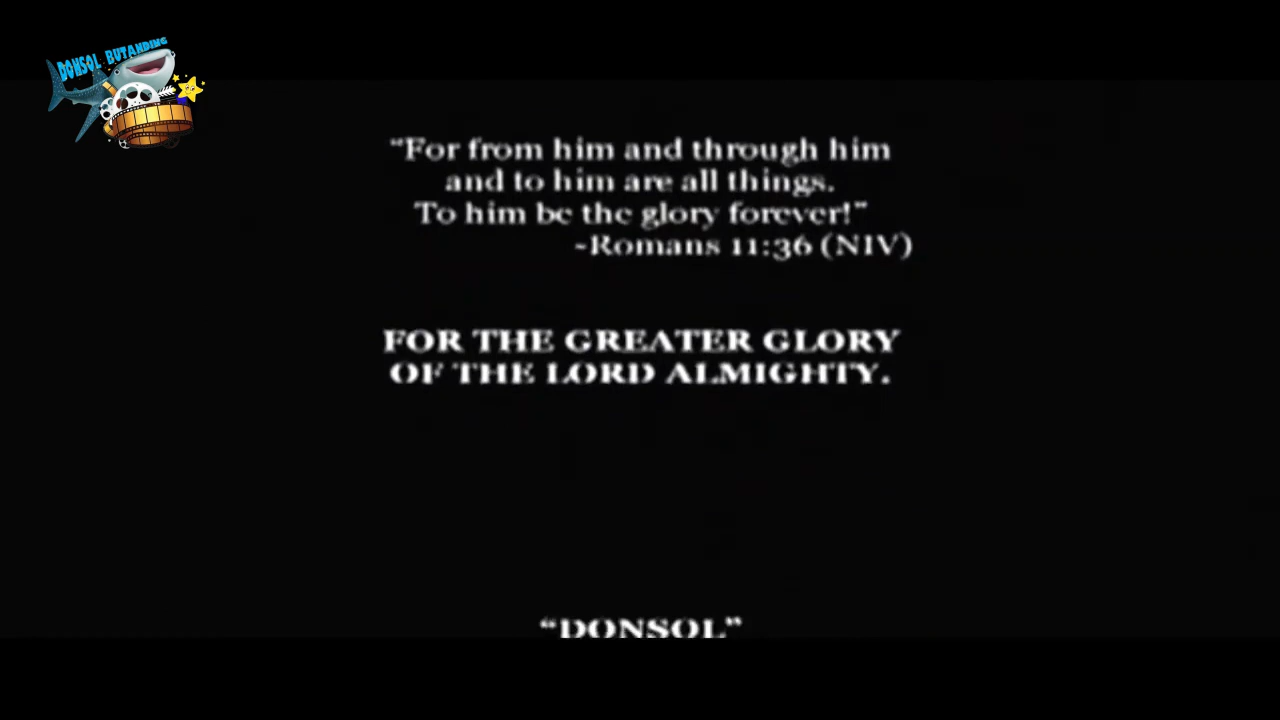 DONSOL BUTANDING
"For from him and through him
and to him are all things.
To him be the glory forever!"
~Romans 11:36 (NIV)
FOR THE GREATER GLORY
OF THE LORD ALMIGHTY.
"DONSOL"